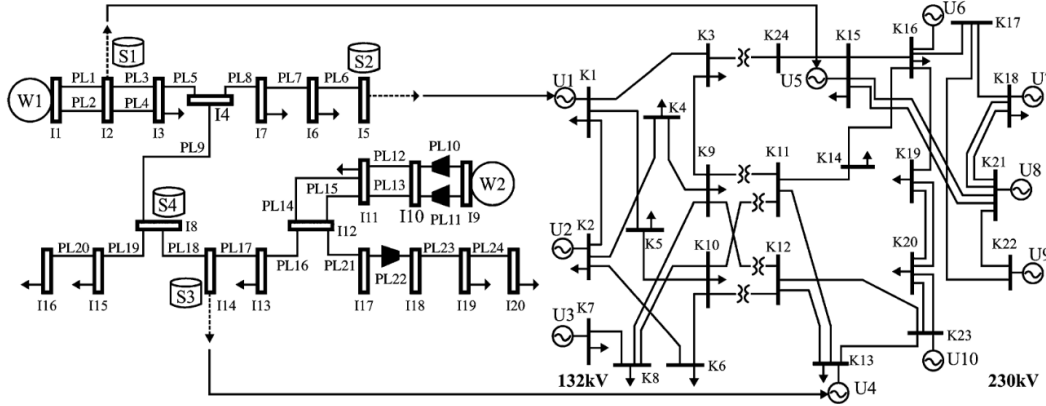 U6
K16
K17
K3
K24
K15
S1
S2
U5
PL1
PL3
PL5
PL8
PL7
PL6
U1
K1
K18
W1
PL2
PL4
I4
K4
I1
I2
I3
I7
I6
I5
PL9
K9
K11
K14
K19
K21
U8
PL12
PL10
PL15
PL13
W2
PL14
PL11
S4
I11
I10
I9
I8
I12
U2
K2
K5
K10
K12
K20
K22
PL20
PL19
PL18
PL17
PL21
PL23
PL24
PL16
PL22
S3
I16
I15
I14
I13
I17
I18
I19
I20
U3
K7
K23
K8
K6
K13
U10
132kV
U4
230kV